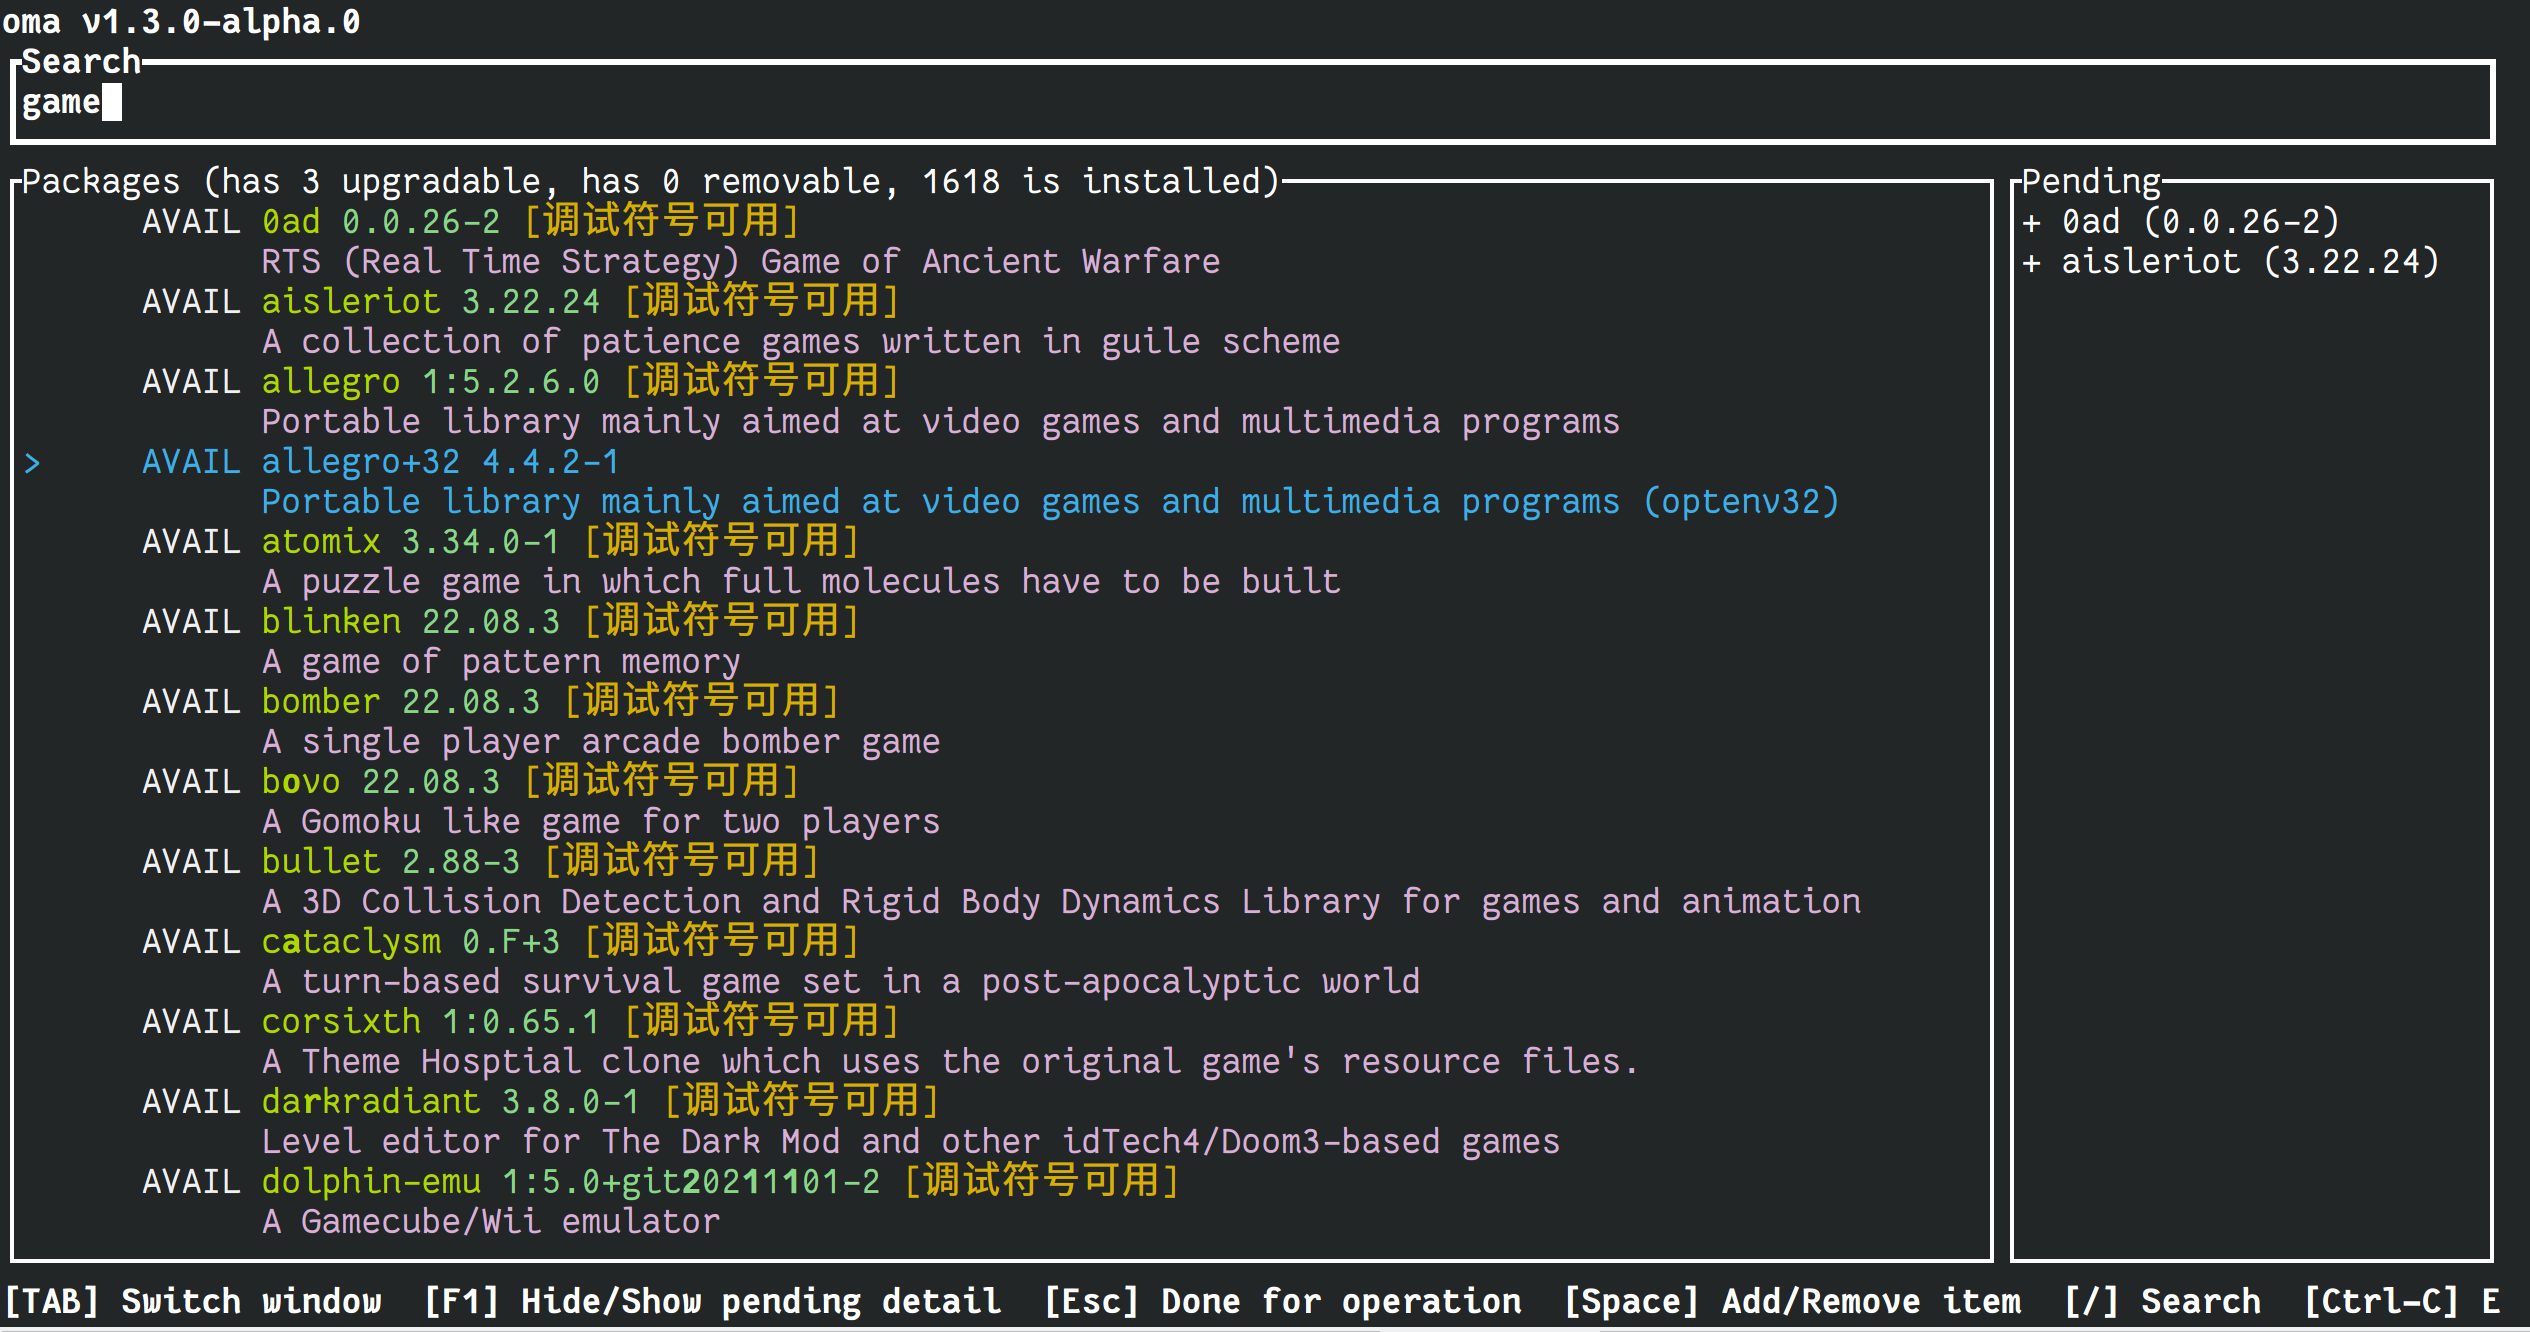 oma v1.3.0-alpha.0
Search
game
Packages (has 3 upgradable, has 0 removable, 1618 is installed)
AVAIL 0ad 0.0.26-2 [调试符号可用]
RTS (Real Time Strategy) Game of Ancient Warfare
AVAIL aisleriot 3.22.24 [调试符号可用]
A collection of patience games written in guile scheme
AVAIL allegro 1:5.2.6.0 [调试符号可用]
Portable library mainly aimed at video games and multimedia programs
> AVAIL allegro+32 4.4.2-1
Portable library mainly aimed at video games and multimedia programs (optenv32)
AVAIL atomix 3.34.0-1 [调试符号可用]
A puzzle game in which full molecules have to be built
AVAIL blinken 22.08.3 [调试符号可用]
A game of pattern memory
AVAIL bomber 22.08.3 [调试符号可用]
A single player arcade bomber game
AVAIL bovo 22.08.3 [调试符号可用]
A Gomoku like game for two players
AVAIL bullet 2.88-3 [调试符号可用]
A 3D Collision Detection and Rigid Body Dynamics Library for games and animation
AVAIL cataclysm 0.F+3 [调试符号可用]
A turn-based survival game set in a post-apocalyptic world
AVAIL corsixth 1:0.65.1 [调试符号可用]
A Theme Hosptial clone which uses the original game's resource files.
AVAIL darkradiant 3.8.0-1 [调试符号可用]
Level editor for The Dark Mod and other idTech4/Doom3-based games
AVAIL dolphin-emu 1:5.0+git20211101-2 [调试符号可用]
A Gamecube/Wii emulator
Pending
+ 0ad (0.0.26-2)
+ aisleriot (3.22.24)
[TAB] Switch window [F1] Hide/Show pending detail [Esc] Done for operation [Space] Add/Remove item [/] Search [Ctrl-C] E